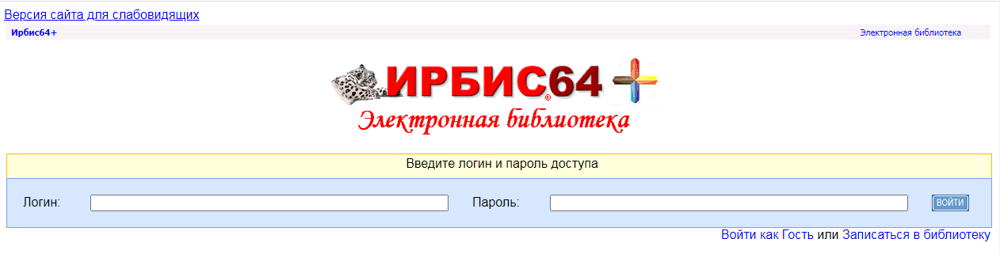 Версия сайта для слабовидящих
Ирбис64+ Электронная библиотека
ИРБИС64+
®
Электронная библиотека
Введите логин и пароль доступа
Логин: Пароль: ВОЙТИ
Войти как Гость или Записаться в библиотеку